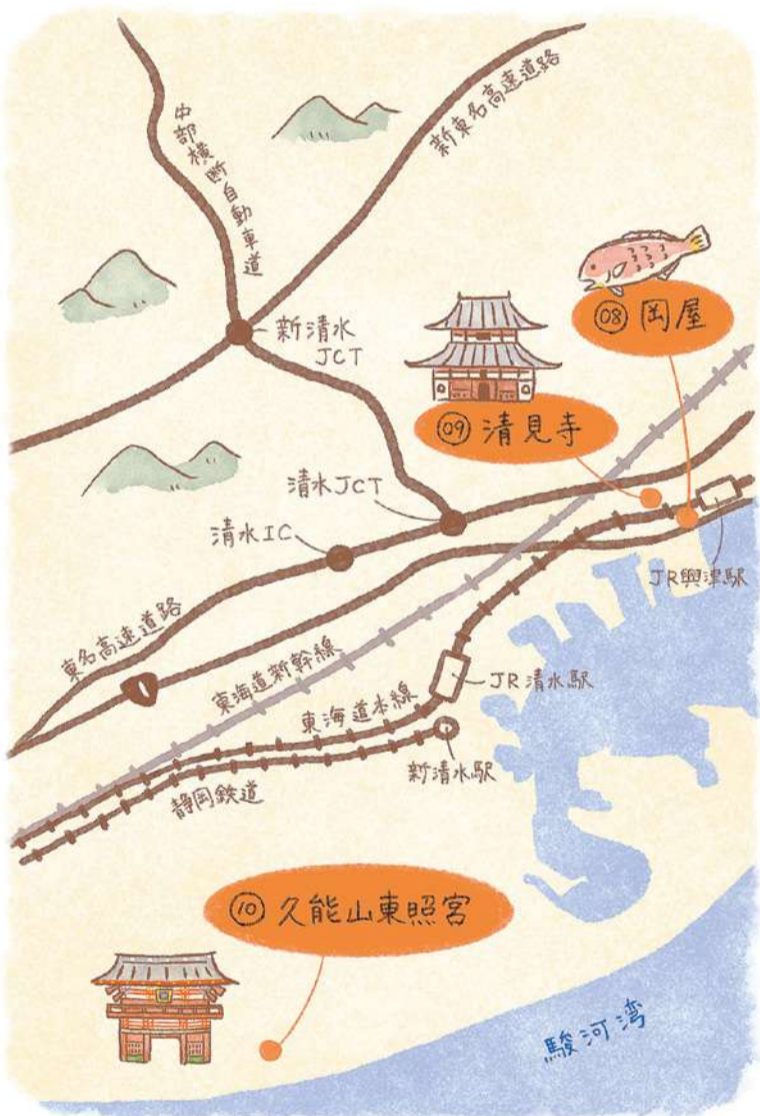 中部横断自動車道
新東名高速道路
⑧ 岡屋
新清水
JCT
⑨ 清見寺
清水JCT
清水IC
JR興津駅
東名高速道路
1
東海道新幹線
東海道本線
JR清水駅
新清水駅
静岡鉄道
⑩ 久能山東照宮
駿河湾